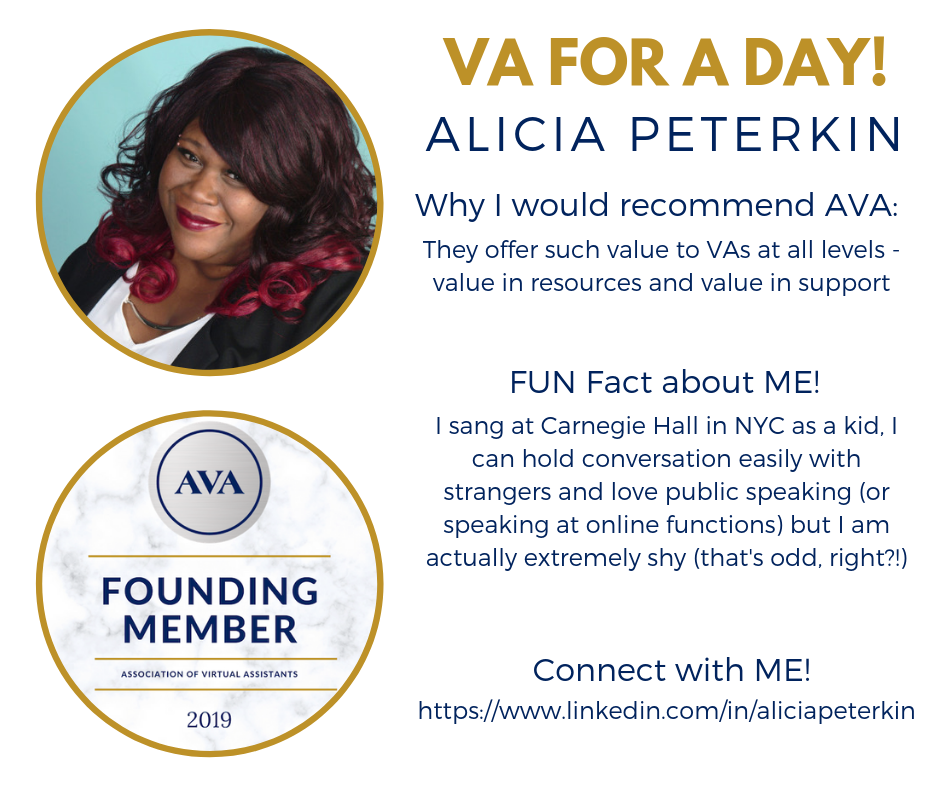 VA FOR A DAY!
ALICIA PETERKIN
Why I would recommend AVA:
They offer such value to VAs at all levels -
value in resources and value in support
FUN Fact about ME!
I sang at Carnegie Hall in NYC as a kid, I
can hold conversation easily with
strangers and love public speaking (or
speaking at online functions) but I am
actually extremely shy (that's odd, right?!)
Connect with ME!
https://www.linkedin.com/in/aliciapeterkin
AVA
FOUNDING
MEMBER
ASSOCIATION OF VIRTUAL ASSISTANTS
2019